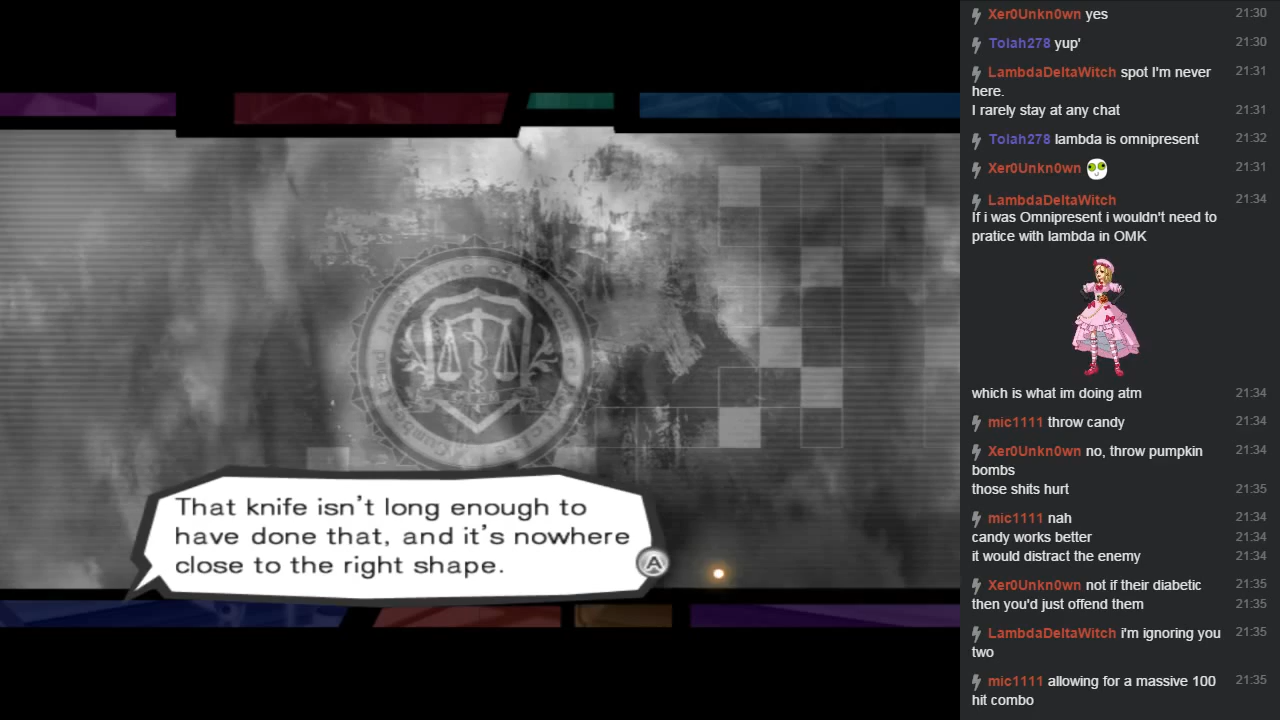 That knife isn't long enough to
have done that, and it's nowhere
close to the right shape.
A
Xer0Unkn0wn yes 21:30
Tolah278 yup' 21:30
LambdaDeltaWitch spot I'm never 21:31
here.
I rarely stay at any chat 21:31
Tolah278 lambda is omnipresent 21:32
Xer0Unkn0wn 21:31
LambdaDeltaWitch 21:34
If i was Omnipresent i wouldn't need to
pratice with lambda in OMK
which is what im doing atm 21:34
mic1111 throw candy 21:34
Xer0Unkn0wn no, throw pumpkin 21:34
bombs
those shits hurt 21:35
mic1111 nah 21:34
candy works better 21:34
it would distract the enemy 21:34
Xer0Unkn0wn not if their diabetic 21:35
then you'd just offend them 21:35
LambdaDeltaWitch i'm ignoring you 21:35
two
mic1111 allowing for a massive 100 21:35
hit combo